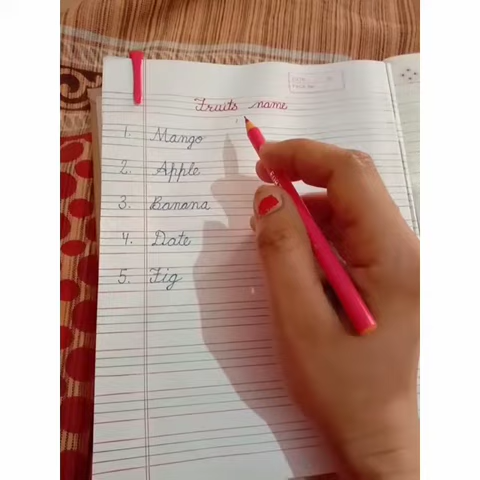 Fruits name
1. Mango
2. Apple
3. Banana
4. Date
5. Fig